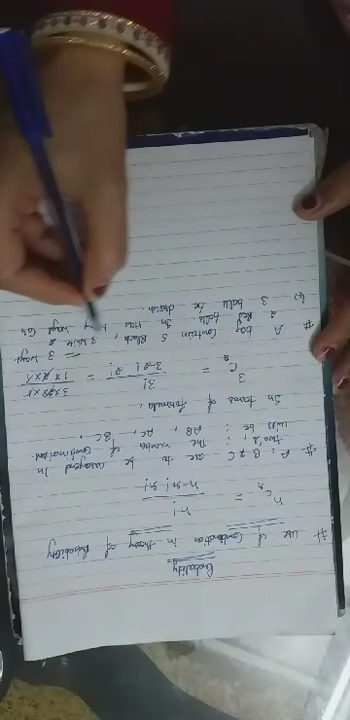 Probability
# Use of Combination in theory of Probability
nCr = n! / n-r! r!
# A, B & C are to be arranged in
two's, ∴ The number of Combination
will be : AB, AC, BC,
In terms of formula,
3C2 = 3! / 3-2! 2! = 3×2×1 / 1×2×1 = 3 ways
# A bag Contain 5 Black, 3 white &
2 Red balls. In How many ways Can
(i) 3 balls be drawn.